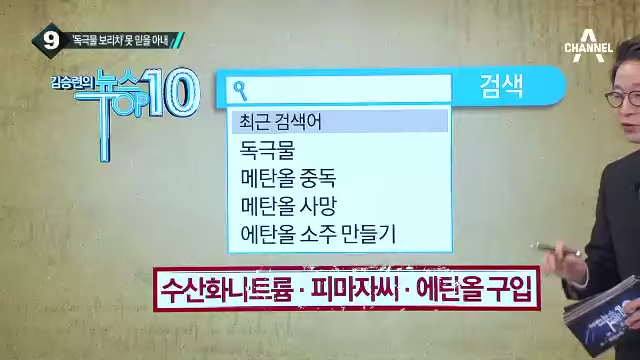 9 '독극물 보리차' 못 믿을 아내
CHANNEL A
김승련의
뉴스
TOP10
검색
최근 검색어
독극물
메탄올 중독
메탄올 사망
에탄올 소주 만들기
수산화나트륨·피마자씨·에탄올 구입